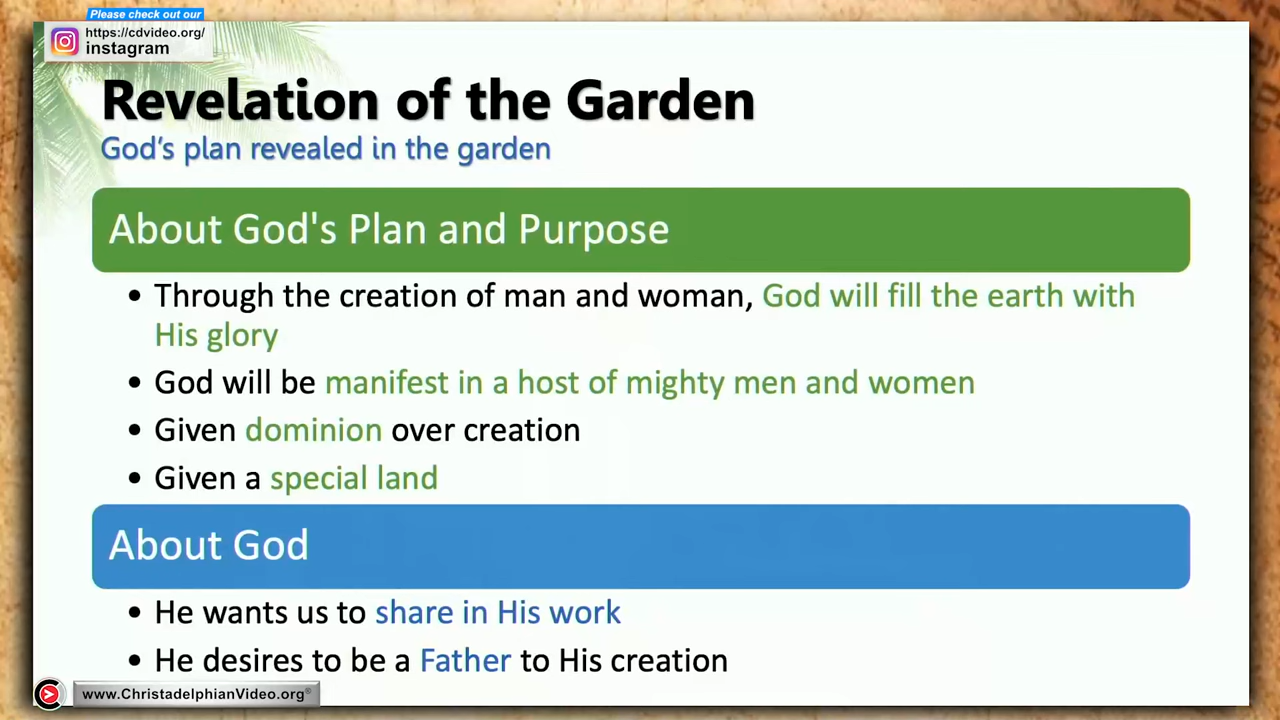 Please check out our
https://cdvideo.org/
instagram
Revelation of the Garden
God's plan revealed in the garden
About God's Plan and Purpose
• Through the creation of man and woman, God will fill the earth with
His glory
• God will be manifest in a host of mighty men and women
• Given dominion over creation
• Given a special land
About God
• He wants us to share in His work
• He desires to be a Father to His creation
www.ChristadelphianVideo.org®